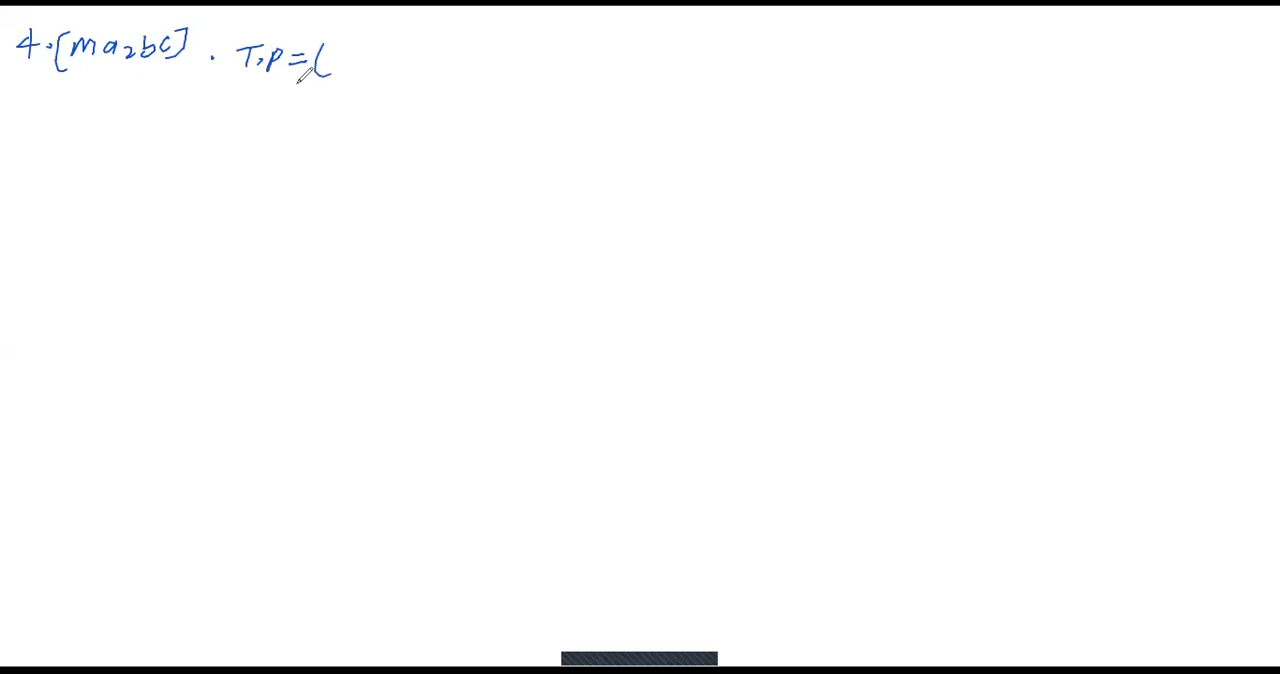 4.[ma₂bc] . T.P = (